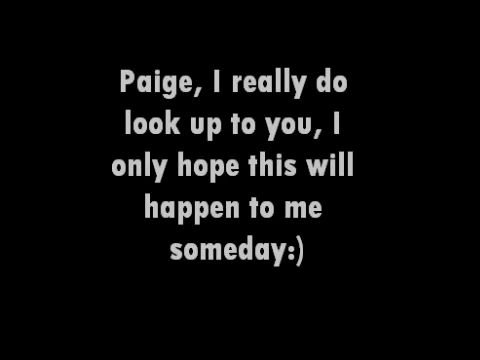 Paige, I really do
look up to you, I
only hope this will
happen to me
someday:)